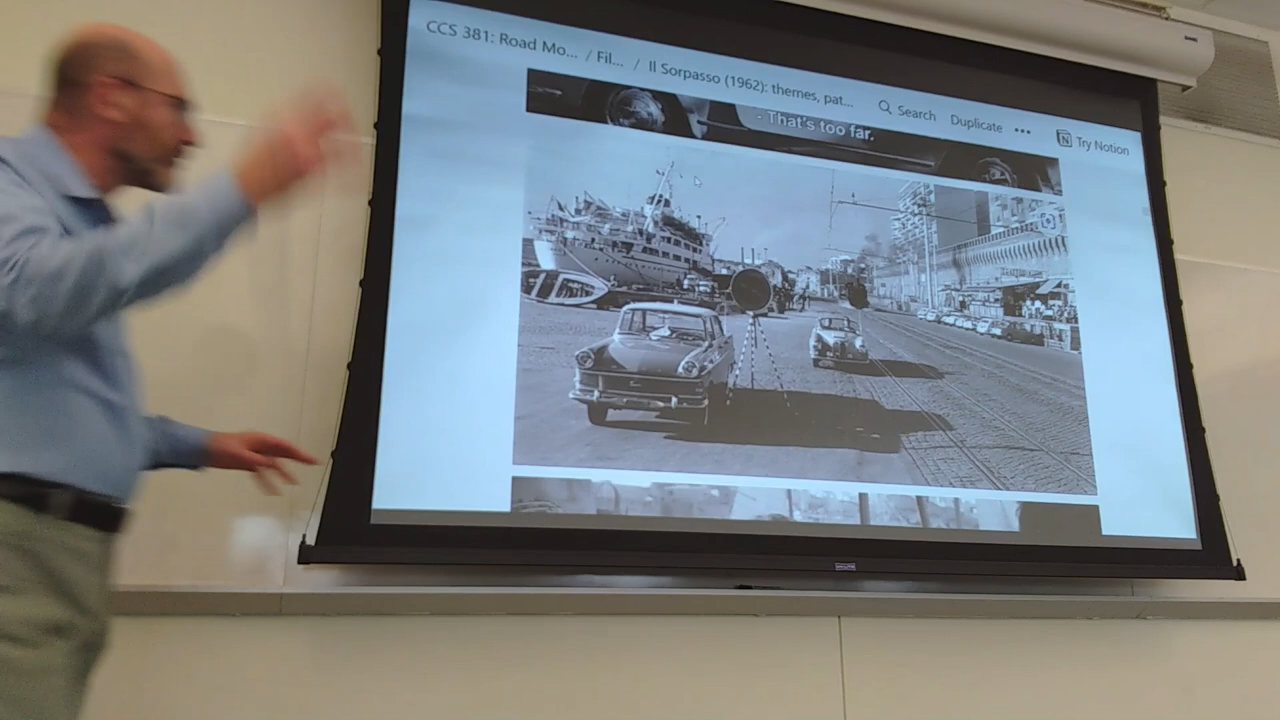 CCS 381: Road Mo... / Fil... / Il Sorpasso (1962): themes, pat...
Search Duplicate ••• Try Notion
- That's too far.